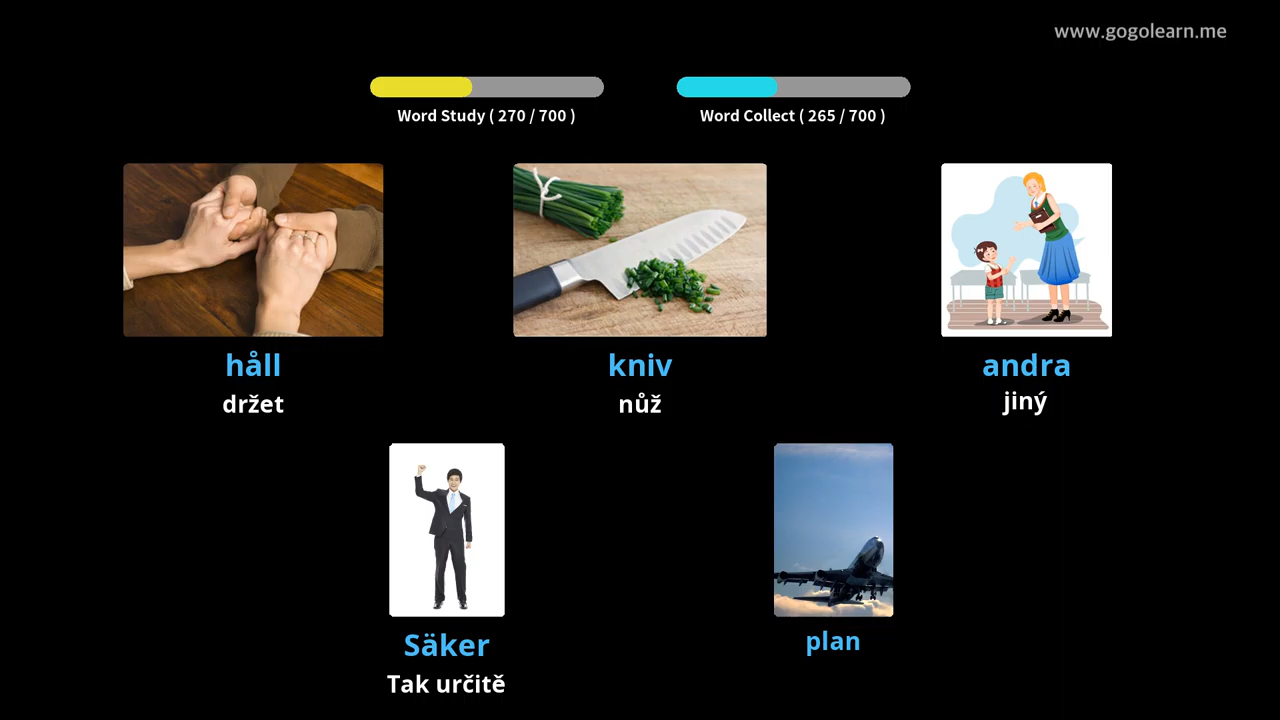 www.gogolearn.me
Word Study ( 270 / 700 )
Word Collect ( 265 / 700 )
håll
držet
kniv
nůž
andra
jiný
Säker
Tak určitě
plan